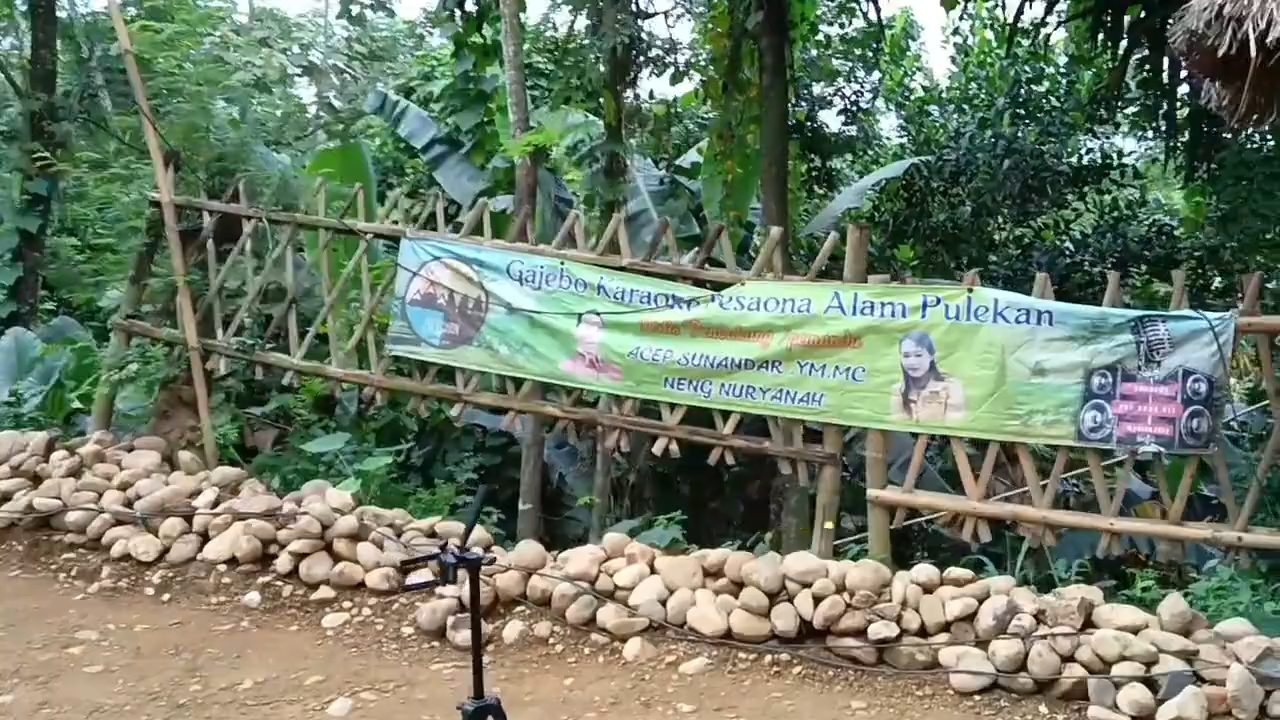 Gajebo Karaoke Pesaona Alam Pulekan
ACEP SUNANDAR .YM.MC
NENG NURYANAH